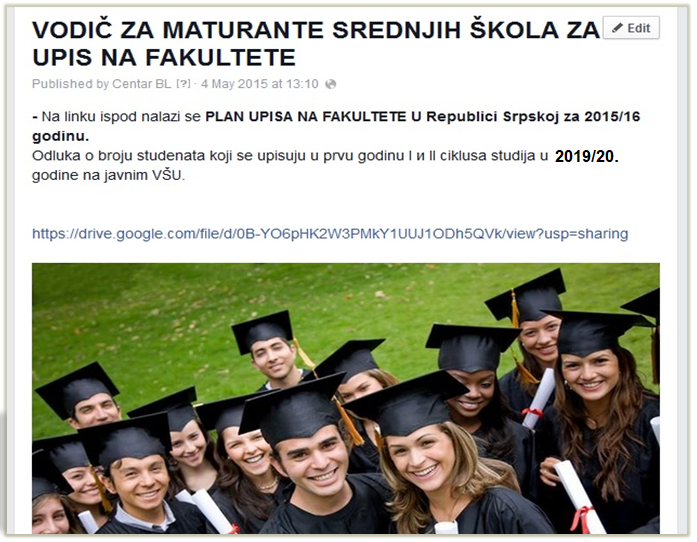 VODIČ ZA MATURANTE SREDNJIH ŠKOLA ZA
Edit
UPIS NA FAKULTETE
Published by Centar BL [?] · 4 May 2015 at 13:10 ·
- Na linku ispod nalazi se PLAN UPISA NA FAKULTETE U Republici Srpskoj za 2015/16
godinu.
Odluka o broju studenata koji se upisuju u prvu godinu I и II ciklusa studija u 2019/20.
godine na javnim VŠU.
https://drive.google.com/file/d/0B-YO6pHK2W3PMkY1UUJ1ODh5QVk/view?usp=sharing